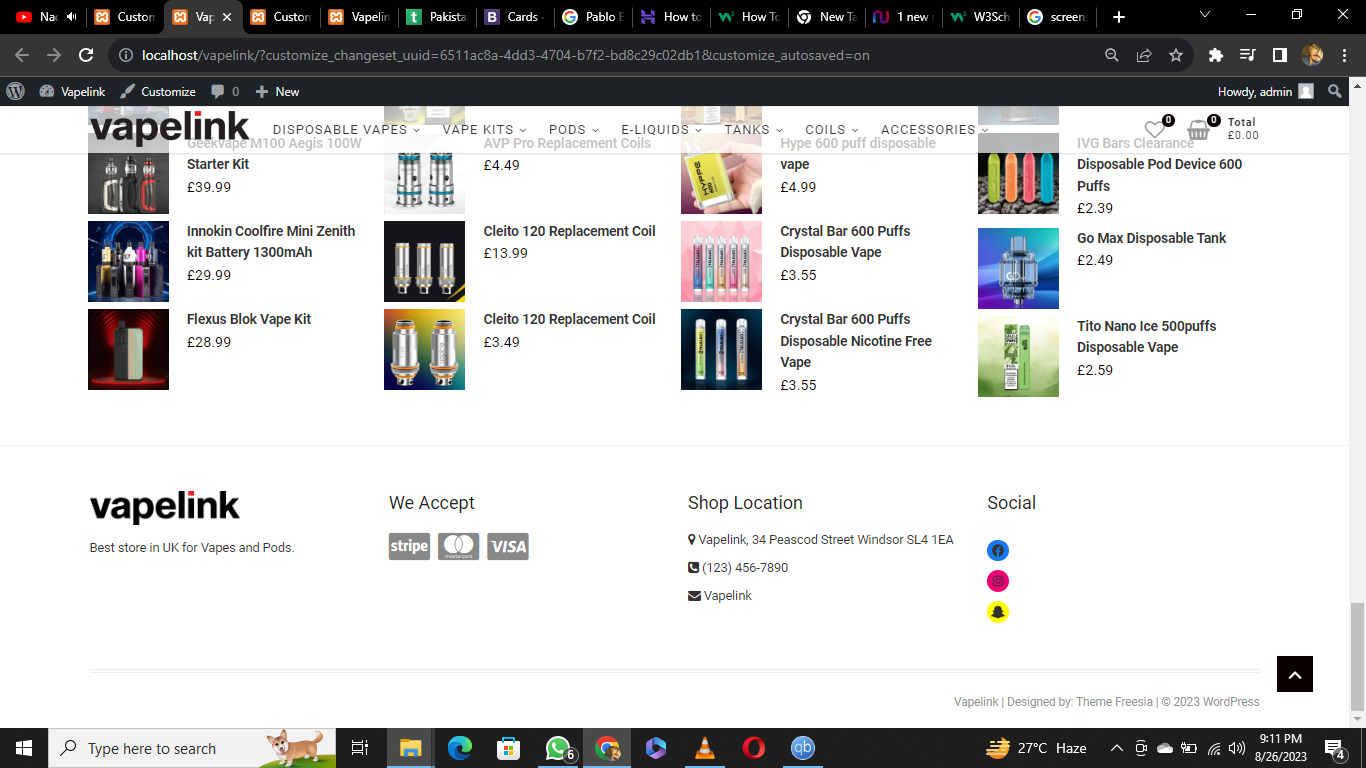 Nac
Custom
Vap
Custom
Vapelin
Pakista
Cards -
Pablo E
How to
How To
New Ta
1 new
W3Sch
screens
localhost/vapelink/?customize_changeset_uuid=6511ac8a-4dd3-4704-b7f2-bd8c29c02db1&customize_autosaved=on
Vapelink
Customize
0
New
Howdy, admin
vapelink
DISPOSABLE VAPES
VAPE KITS
PODS
E-LIQUIDS
TANKS
COILS
ACCESSORIES
0
0
Total
£0.00
Geekvape M100 Aegis 100W
Starter Kit
£39.99
AVP Pro Replacement Coils
£4.49
HYPPE
600
Hype 600 puff disposable
vape
£4.99
IVG Bars Clearance
Disposable Pod Device 600
Puffs
£2.39
Innokin Coolfire Mini Zenith
kit Battery 1300mAh
£29.99
Cleito 120 Replacement Coil
£13.99
Crystal Bar 600 Puffs
Disposable Vape
£3.55
Go Max Disposable Tank
£2.49
Flexus Blok Vape Kit
£28.99
Cleito 120 Replacement Coil
£3.49
Crystal Bar 600 Puffs
Disposable Nicotine Free
Vape
£3.55
Tito Nano Ice 500puffs
Disposable Vape
£2.59
vapelink
Best store in UK for Vapes and Pods.
We Accept
stripe
mastercard
VISA
Shop Location
Vapelink, 34 Peascod Street Windsor SL4 1EA
(123) 456-7890
Vapelink
Social
Vapelink | Designed by: Theme Freesia | © 2023 WordPress
Type here to search
6
qb
27°C Haze
9:11 PM
8/26/2023
4